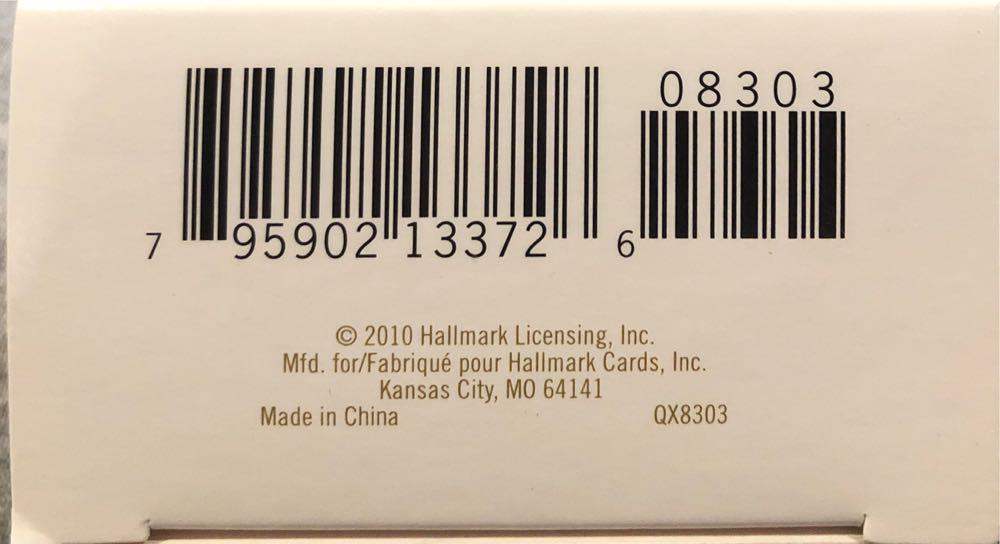 08303
7 95902 13372 6
© 2010 Hallmark Licensing, Inc.
Mfd. for/Fabriqué pour Hallmark Cards, Inc.
Kansas City, MO 64141
Made in China QX8303